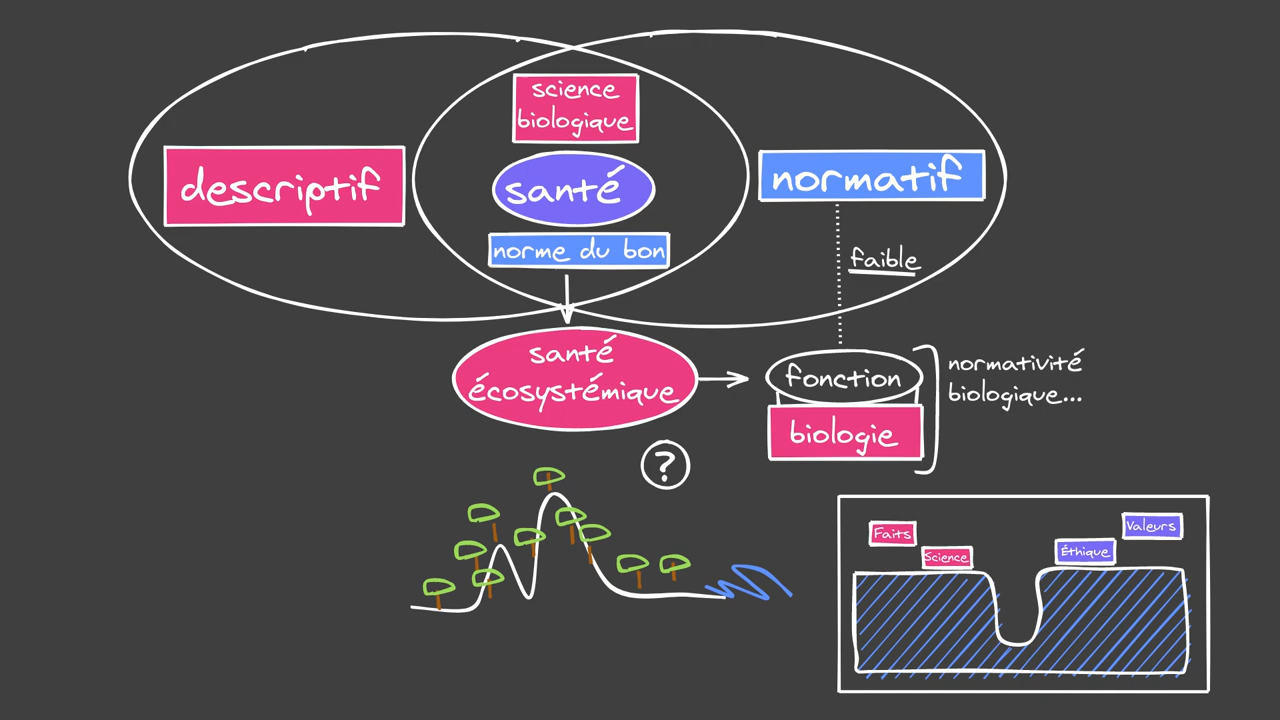 science
biologique
descriptif
santé
normatif
norme du bon
faible
santé
écosystémique
fonction
biologie
normativité
biologique...
?
Faits
Science
Éthique
Valeurs